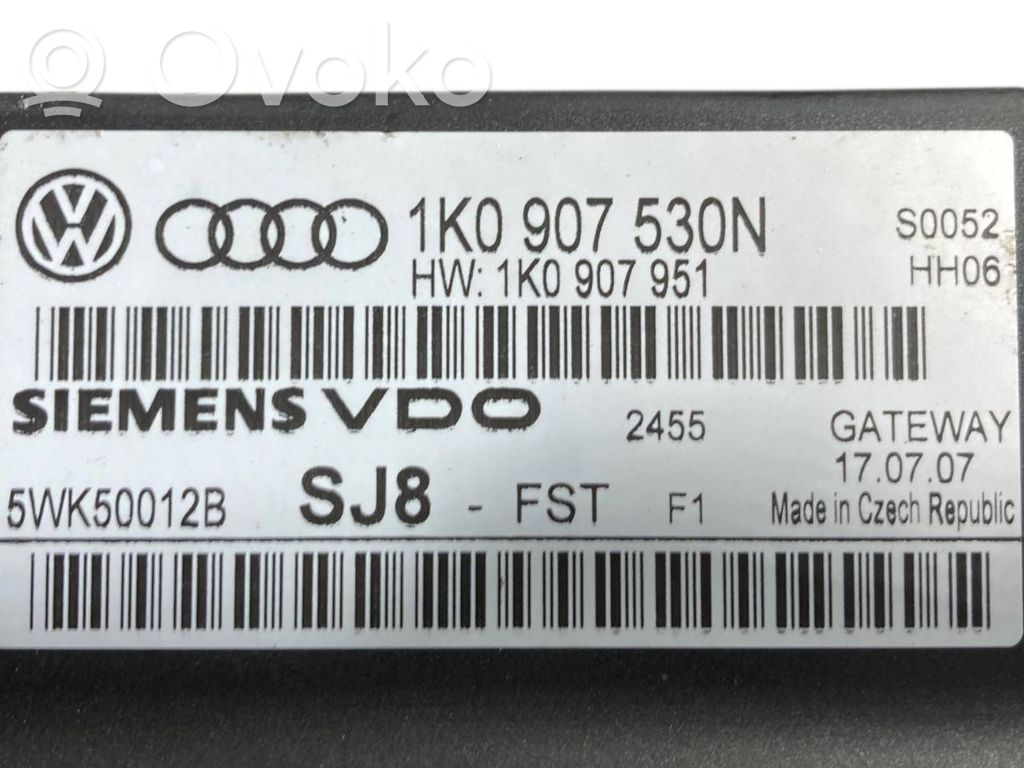 Ovoko
1K0 907 530N
S0052
HW: 1K0 907 951
HH06
SIEMENS VDO
2455
GATEWAY
17.07.07
5WK50012B
SJ8 - FST F1
Made in Czech Republic